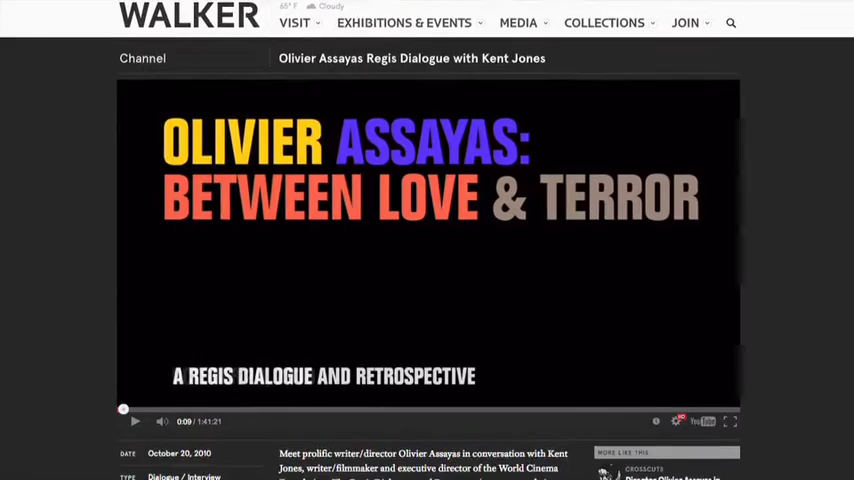 WALKER
65° F Cloudy
VISIT EXHIBITIONS & EVENTS MEDIA COLLECTIONS JOIN
Channel
Olivier Assayas Regis Dialogue with Kent Jones
OLIVIER ASSAYAS:
BETWEEN LOVE & TERROR
A REGIS DIALOGUE AND RETROSPECTIVE
0:09 / 1:41:21
HD
YouTube
DATE October 20, 2010
Meet prolific writer/director Olivier Assayas in conversation with Kent
Jones, writer/filmmaker and executive director of the World Cinema
MORE LIKE THIS
CROSSCUTS
TYPE Dialogue / Interview